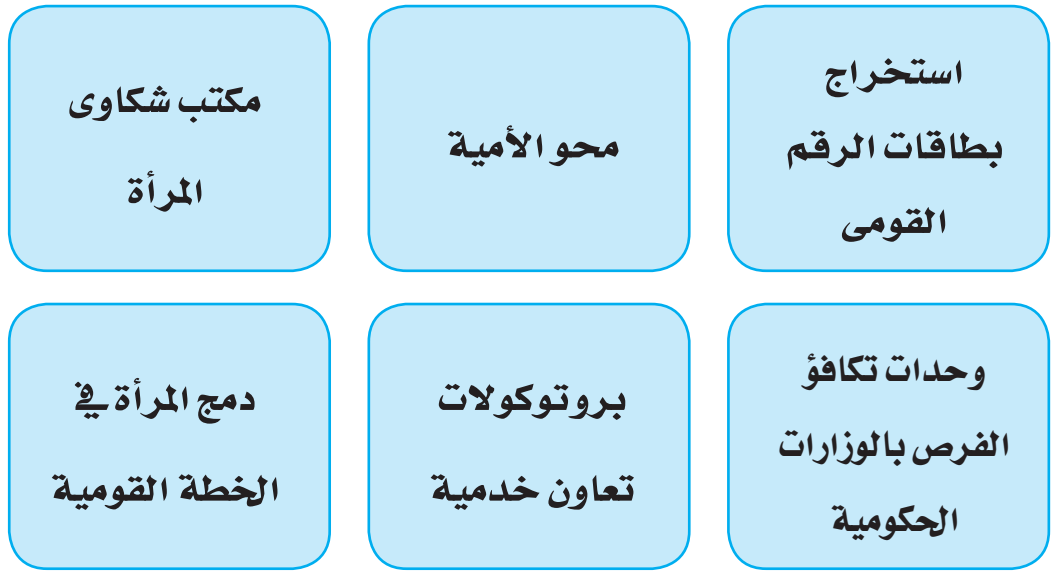 استخراج
بطاقات الرقم
القومى
محو الأمية
مكتب شكاوى
المرأة
وحدات تكافؤ
الفرص بالوزارات
الحكومية
بروتوكولات
تعاون خدمية
دمج المرأة في
الخطة القومية